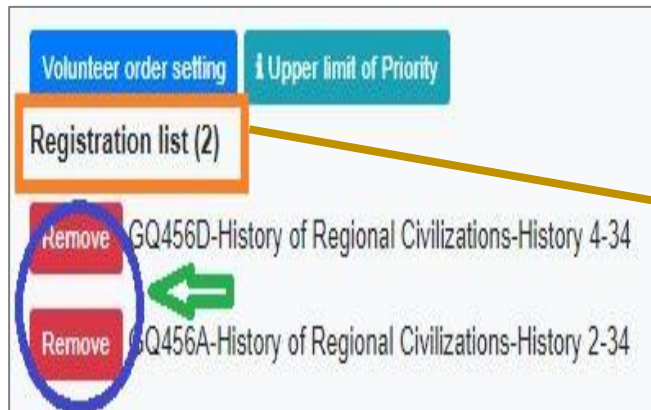 Volunteer order setting i Upper limit of Priority
Registration list (2)
Remove GQ456D-History of Regional Civilizations-History 4-34
Remove GQ456A-History of Regional Civilizations-History 2-34